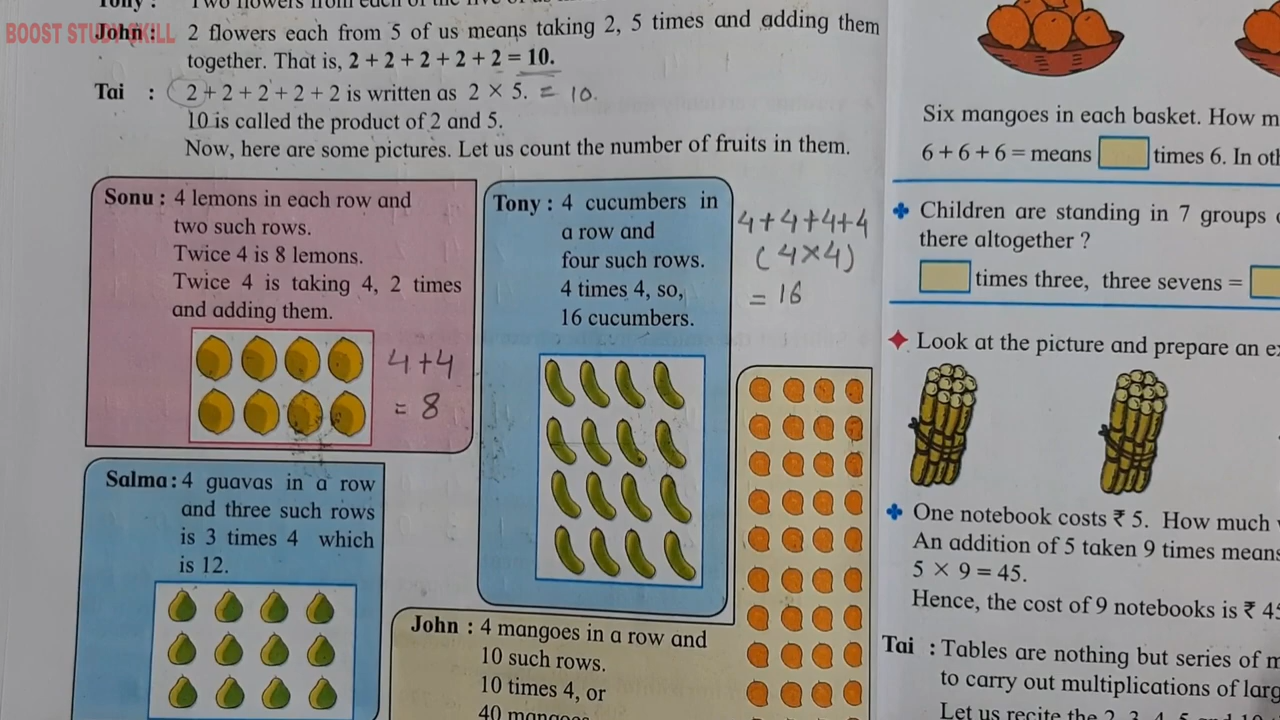 BOOST STUDY SKILL
Tony : Two flowers from each of the five of us
John : 2 flowers each from 5 of us means taking 2, 5 times and adding them
together. That is, 2 + 2 + 2 + 2 + 2 = 10.
Tai : 2 + 2 + 2 + 2 + 2 is written as 2 × 5. = 10.
10 is called the product of 2 and 5.
Now, here are some pictures. Let us count the number of fruits in them.
Sonu : 4 lemons in each row and
two such rows.
Twice 4 is 8 lemons.
Twice 4 is taking 4, 2 times
and adding them.
4 + 4
= 8
Tony : 4 cucumbers in
a row and
four such rows.
4 times 4, so,
16 cucumbers.
4+4+4+4
(4×4)
= 16
Salma : 4 guavas in a row
and three such rows
is 3 times 4 which
is 12.
John : 4 mangoes in a row and
10 such rows.
10 times 4, or
40 mangoes
Six mangoes in each basket. How
6 + 6 + 6 = means times 6. In
Children are standing in 7 groups
there altogether ?
times three, three sevens =
Look at the picture and prepare an
One notebook costs ₹ 5. How much
An addition of 5 taken 9 times means
5 × 9 = 45.
Hence, the cost of 9 notebooks is ₹
Tai : Tables are nothing but series of
to carry out multiplications of
Let us recite the 2, 3, 4, 5 and 10